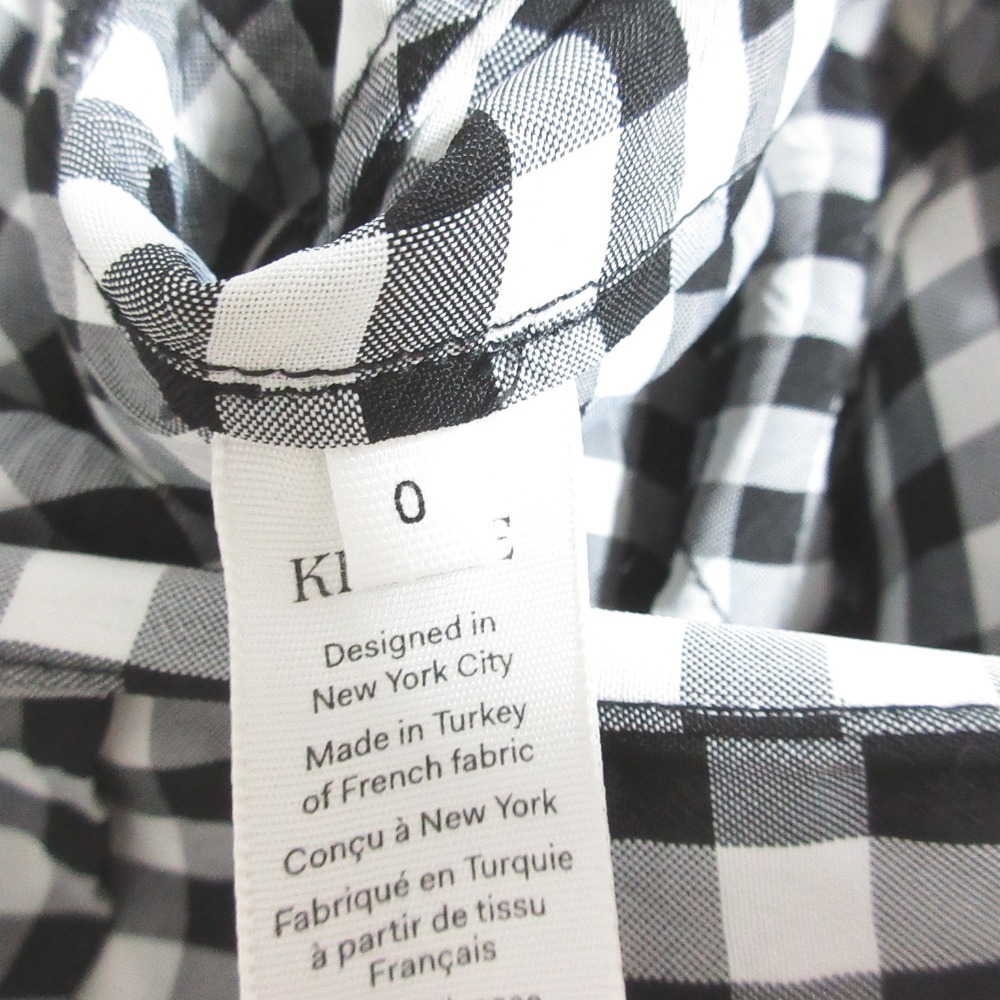 0
Designed in
New York City
Made in Turkey
of French fabric
Conçu à New York
Fabriqué en Turquie
à partir de tissu
Français